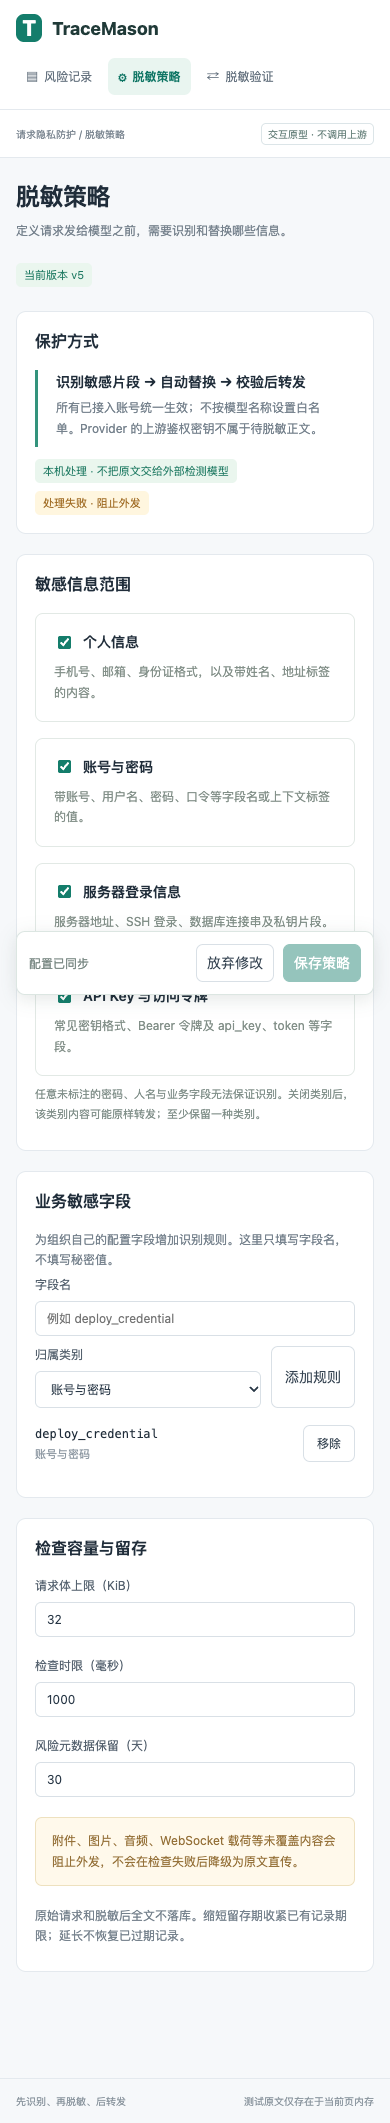 T TraceMason
风险记录 脱敏策略 脱敏验证
请求隐私防护 / 脱敏策略 交互原型 · 不调用上游
脱敏策略
定义请求发给模型之前，需要识别和替换哪些信息。
当前版本 v5
保护方式
识别敏感片段 → 自动替换 → 校验后转发
所有已接入账号统一生效；不按模型名称设置白名
单。Provider 的上游鉴权密钥不属于待脱敏正文。
本机处理 · 不把原文交给外部检测模型
处理失败 · 阻止外发
敏感信息范围
个人信息
手机号、邮箱、身份证格式，以及带姓名、地址标签
的内容。
账号与密码
带账号、用户名、密码、口令等字段名或上下文标签
的值。
服务器登录信息
服务器地址、SSH 登录、数据库连接串及私钥片段。
配置已同步 放弃修改 保存策略
API Key 与访问令牌
常见密钥格式、Bearer 令牌及 api_key、token 等字
段。
任意未标注的密码、人名与业务字段无法保证识别。关闭类别后，
该类别内容可能原样转发；至少保留一种类别。
业务敏感字段
为组织自己的配置字段增加识别规则。这里只填写字段名，
不填写秘密值。
字段名
例如 deploy_credential
归属类别
账号与密码 添加规则
deploy_credential
账号与密码
移除
检查容量与留存
请求体上限（KiB）
32
检查时限（毫秒）
1000
风险元数据保留（天）
30
附件、图片、音频、WebSocket 载荷等未覆盖内容会
阻止外发，不会在检查失败后降级为原文直传。
原始请求和脱敏后全文不落库。缩短留存期收紧已有记录期
限；延长不恢复已过期记录。
先识别、再脱敏、后转发 测试原文仅存在于当前页内存